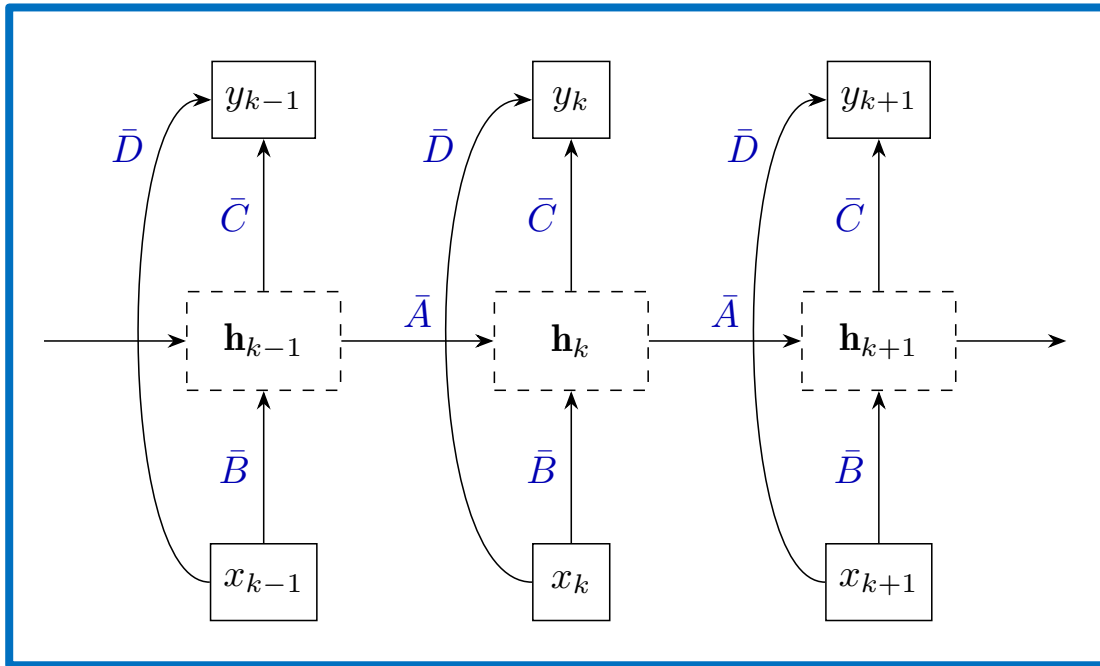 y_{k−1} y_k y_{k+1}
D̄ D̄ D̄
C̄ C̄ C̄
Ā Ā
𝐡_{k−1} 𝐡_k 𝐡_{k+1}
B̄ B̄ B̄
x_{k−1} x_k x_{k+1}